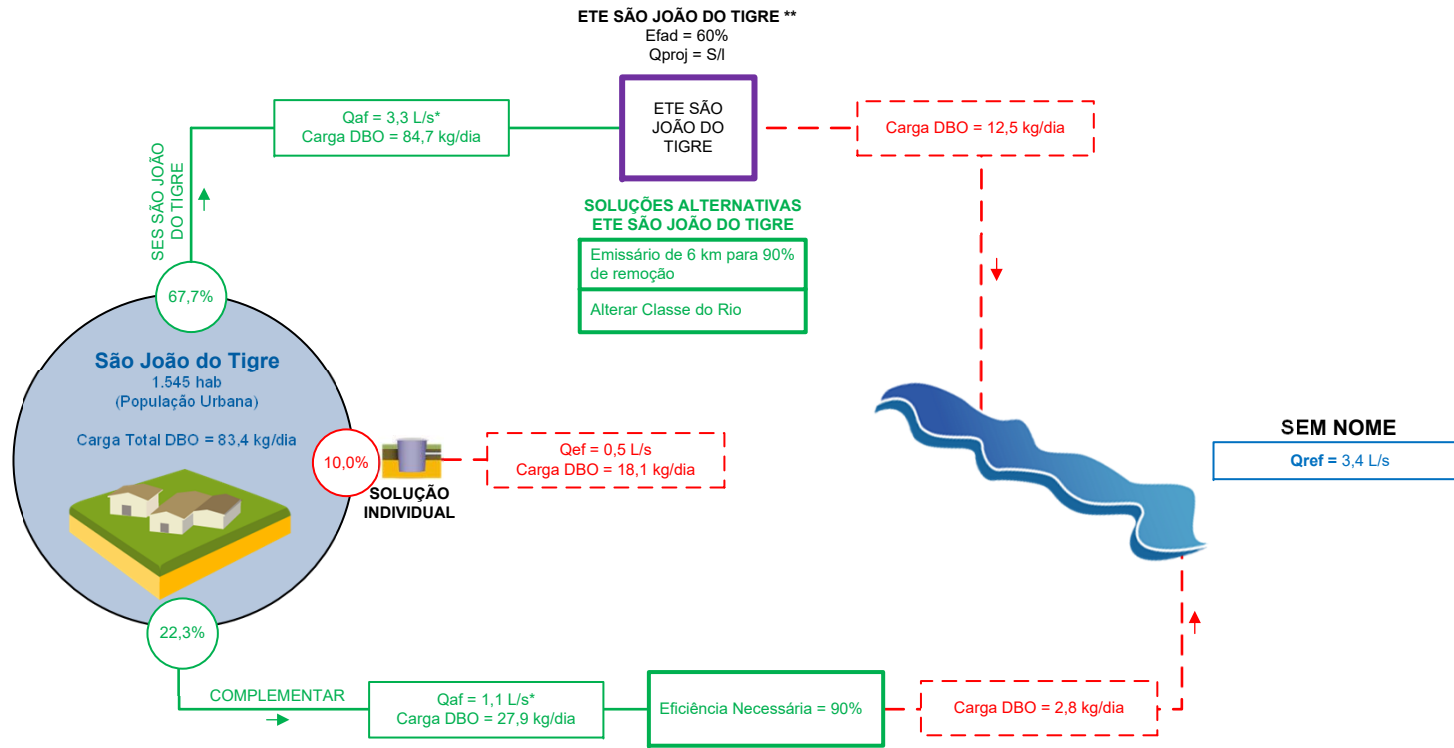 ETE SÃO JOÃO DO TIGRE **
Efad = 60%
Qproj = S/I
Qaf = 3,3 L/s*
Carga DBO = 84,7 kg/dia
ETE SÃO
JOÃO DO
TIGRE
Carga DBO = 12,5 kg/dia
SES SÃO JOÃO
DO TIGRE
SOLUÇÕES ALTERNATIVAS
ETE SÃO JOÃO DO TIGRE
Emissário de 6 km para 90%
de remoção
Alterar Classe do Rio
67,7%
São João do Tigre
1.545 hab
(População Urbana)
Carga Total DBO = 83,4 kg/dia
10,0%
SOLUÇÃO
INDIVIDUAL
Qef = 0,5 L/s
Carga DBO = 18,1 kg/dia
SEM NOME
Qref = 3,4 L/s
22,3%
COMPLEMENTAR
Qaf = 1,1 L/s*
Carga DBO = 27,9 kg/dia
Eficiência Necessária = 90%
Carga DBO = 2,8 kg/dia